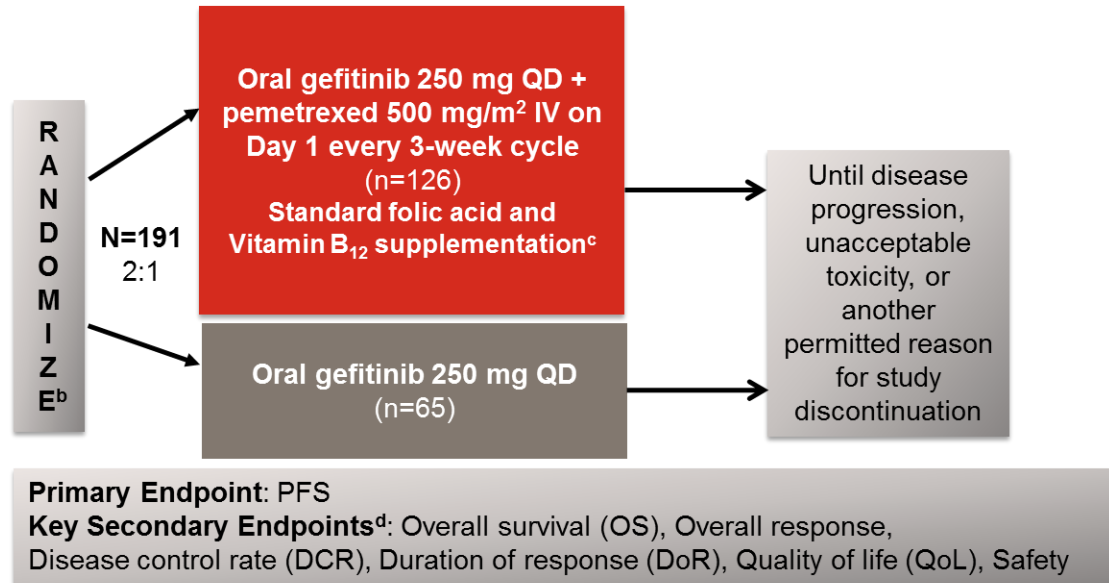 R
A
N
D
O
M
I
Z
Eᵇ
N=191
2:1
Oral gefitinib 250 mg QD +
pemetrexed 500 mg/m² IV on
Day 1 every 3-week cycle
(n=126)
Standard folic acid and
Vitamin B₁₂ supplementationᶜ
Oral gefitinib 250 mg QD
(n=65)
Until disease
progression,
unacceptable
toxicity, or
another
permitted reason
for study
discontinuation
Primary Endpoint: PFS
Key Secondary Endpointsᵈ: Overall survival (OS), Overall response,
Disease control rate (DCR), Duration of response (DoR), Quality of life (QoL), Safety